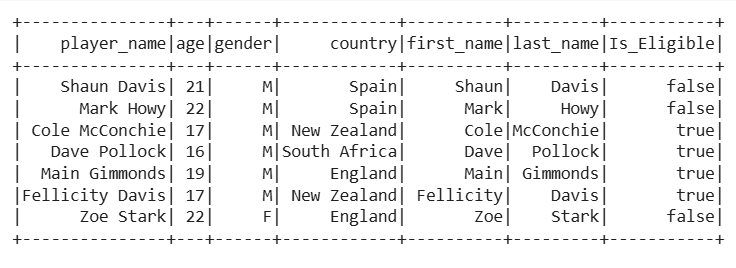 +---------------+---+------+------------+----------+---------+-----------+
|    player_name|age|gender|     country|first_name|last_name|Is_Eligible|
+---------------+---+------+------------+----------+---------+-----------+
|    Shaun Davis| 21|     M|       Spain|     Shaun|    Davis|      false|
|      Mark Howy| 22|     M|       Spain|      Mark|     Howy|      false|
| Cole McConchie| 17|     M| New Zealand|      Cole|McConchie|       true|
|   Dave Pollock| 16|     M|South Africa|      Dave|  Pollock|       true|
|  Main Gimmonds| 19|     M|     England|      Main| Gimmonds|       true|
|Fellicity Davis| 17|     M| New Zealand| Fellicity|    Davis|       true|
|      Zoe Stark| 22|     F|     England|       Zoe|    Stark|      false|
+---------------+---+------+------------+----------+---------+-----------+